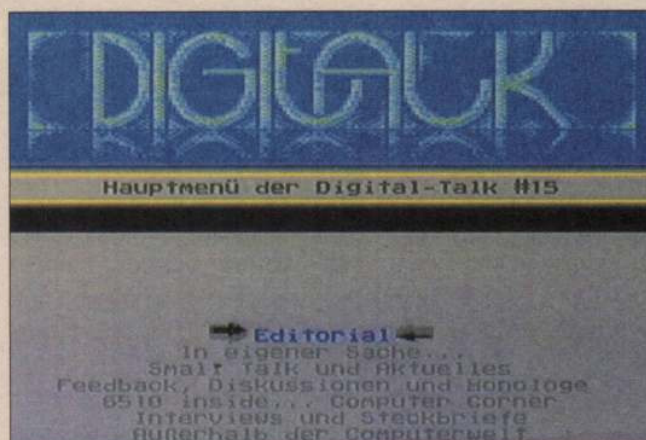 DIGITALK
Hauptmenü der Digital-Talk #15
Editorial
In eigener Sache...
Small Talk und Aktuelles
Feedback, Diskussionen und Monologe
6510 inside... Computer Corner
Interviews und Steckbriefe
Außerhalb der Computerwelt